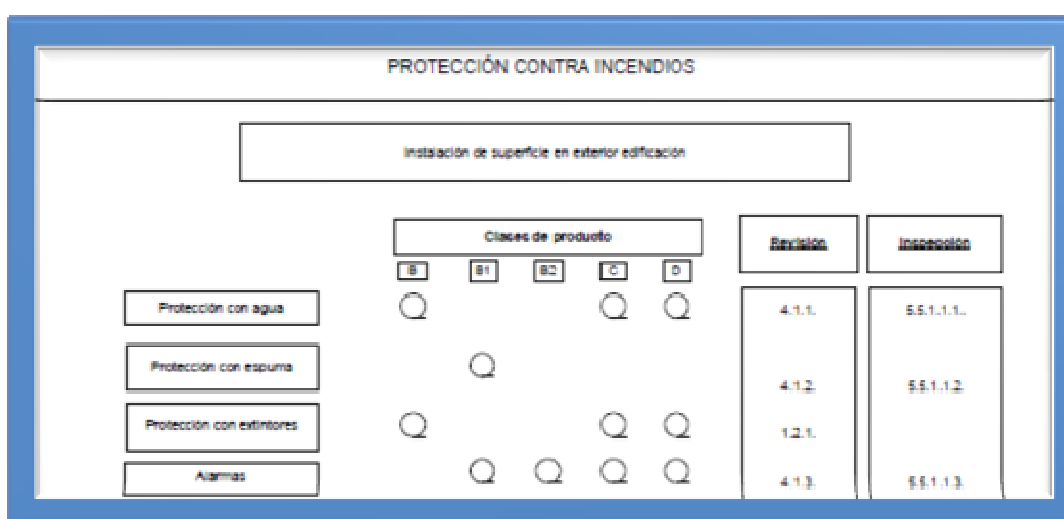 PROTECCIÓN CONTRA INCENDIOS
Instalación de superficie en exterior edificación
Clases de producto
Revisión
Inspección
B B1 B2 C D
Protección con agua
4.1.1.
5.5.1.1.1..
Protección con espuma
4.1.2.
5.5.1.1.2.
Protección con extintores
1.2.1.
Alarmas
4.1.3.
5.5.1.1.3.